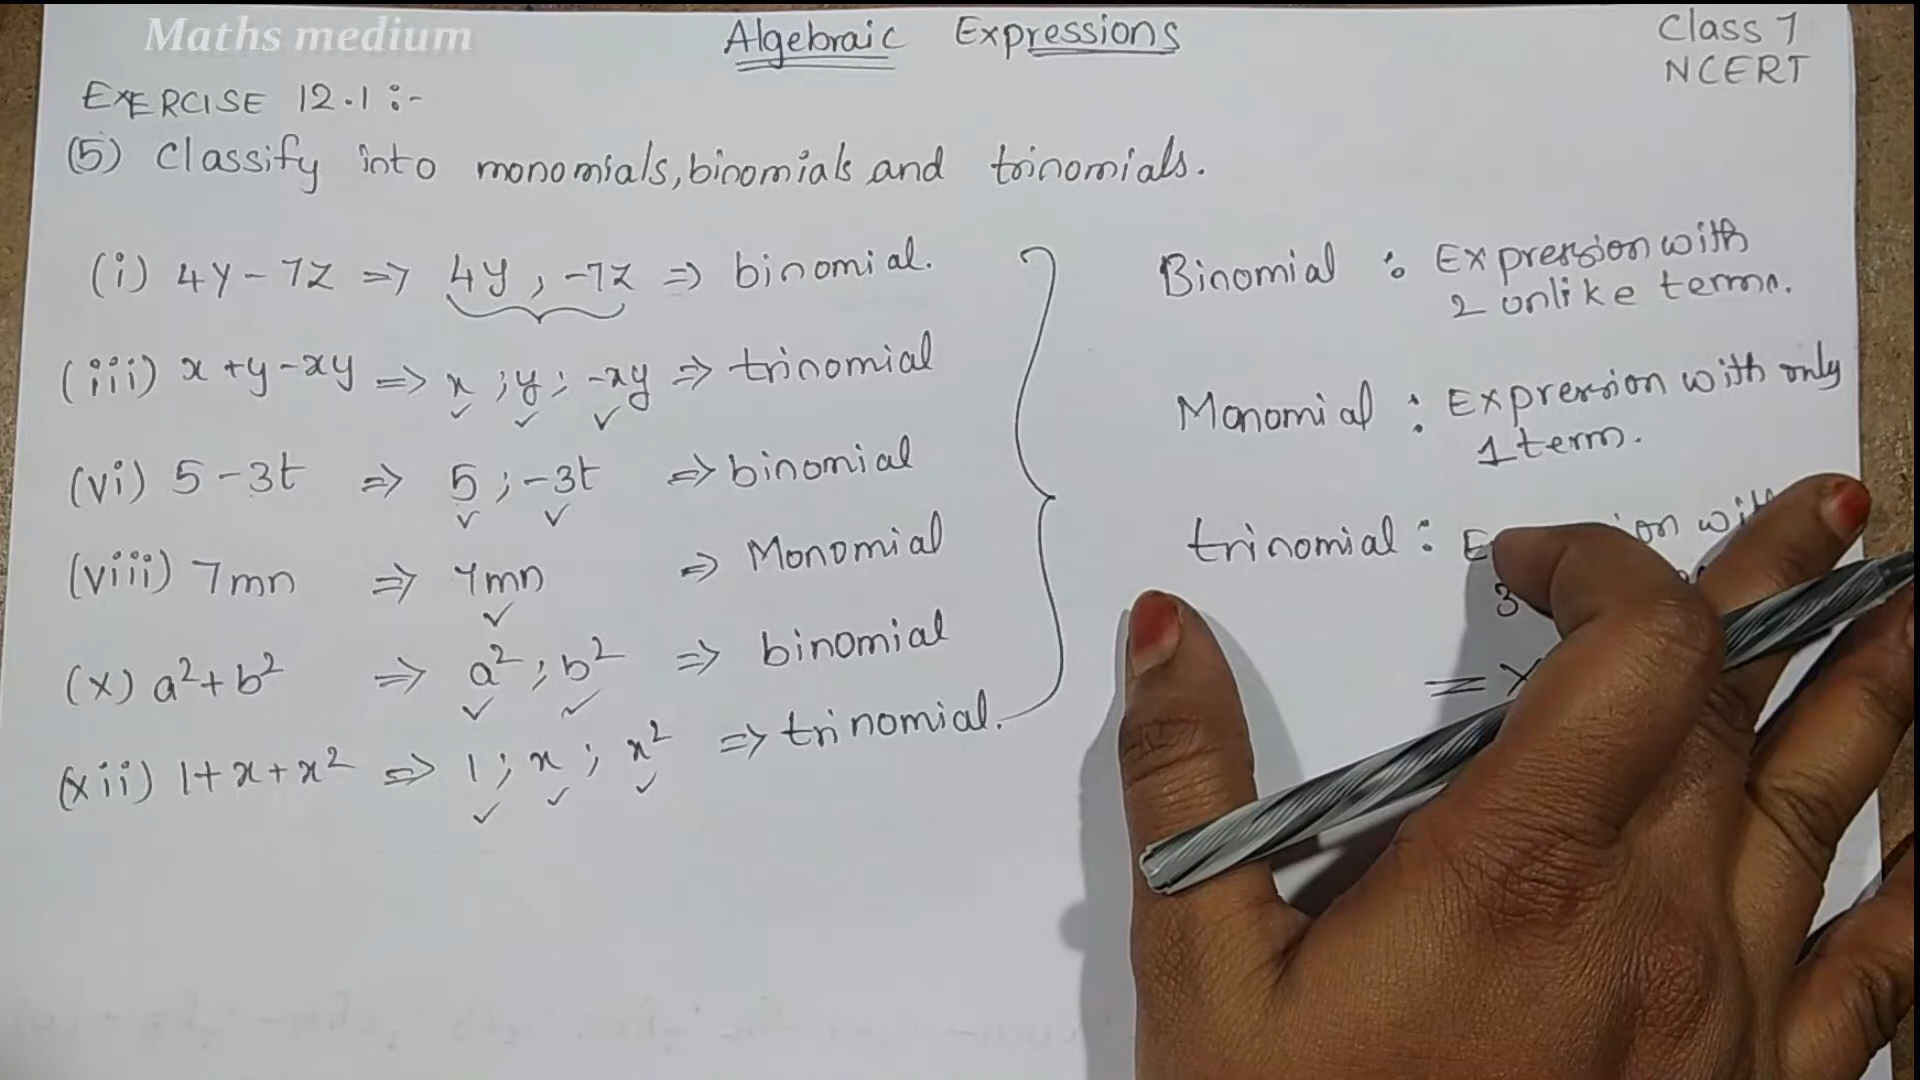 Maths medium
Algebraic Expressions
Class 7
NCERT
EXERCISE 12.1 :-
(5) Classify into monomials, binomials and trinomials.
(i) 4y - 7z => 4y , -7z => binomial.
(iii) x + y - xy => x ; y ; -xy => trinomial
(vi) 5 - 3t => 5 ; -3t => binomial
(viii) 7mn => 7mn => Monomial
(x) a² + b² => a² ; b² => binomial
(xii) 1 + x + x² => 1 ; x ; x² => trinomial.
Binomial : Expression with
2 unlike terms.
Monomial : Expression with only
1 term.
trinomial :
3
=